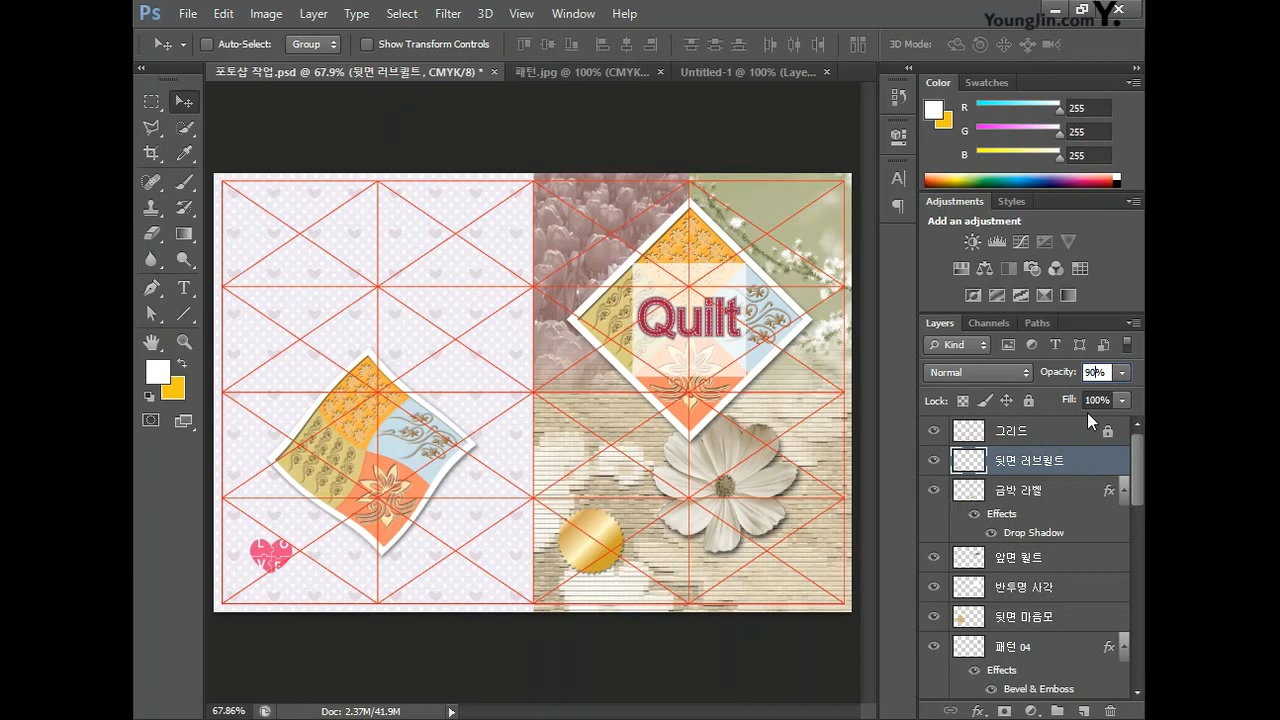 Ps File Edit Image Layer Type Select Filter 3D View Window Help
YoungJin.com Y.
Auto-Select: Group Show Transform Controls 3D Mode:
포토샵 작업.psd @ 67.9% (뒷면 러브퀼트, CMYK/8) * × 패턴.jpg @ 100% (CMYK... × Untitled-1 @ 100% (Laye... ×
Color Swatches
R 255
G 255
B 255
Adjustments Styles
Add an adjustment
Quilt
Layers Channels Paths
Kind
Normal Opacity: 90%
Lock: Fill: 100%
그리드
뒷면 러브퀼트
금박 라벨 fx
Effects
Drop Shadow
앞면 퀼트
반투명 사각
뒷면 마음모
패턴 04 fx
Effects
Bevel & Emboss
L O
V E
67.86% Doc: 2.37M/41.9M